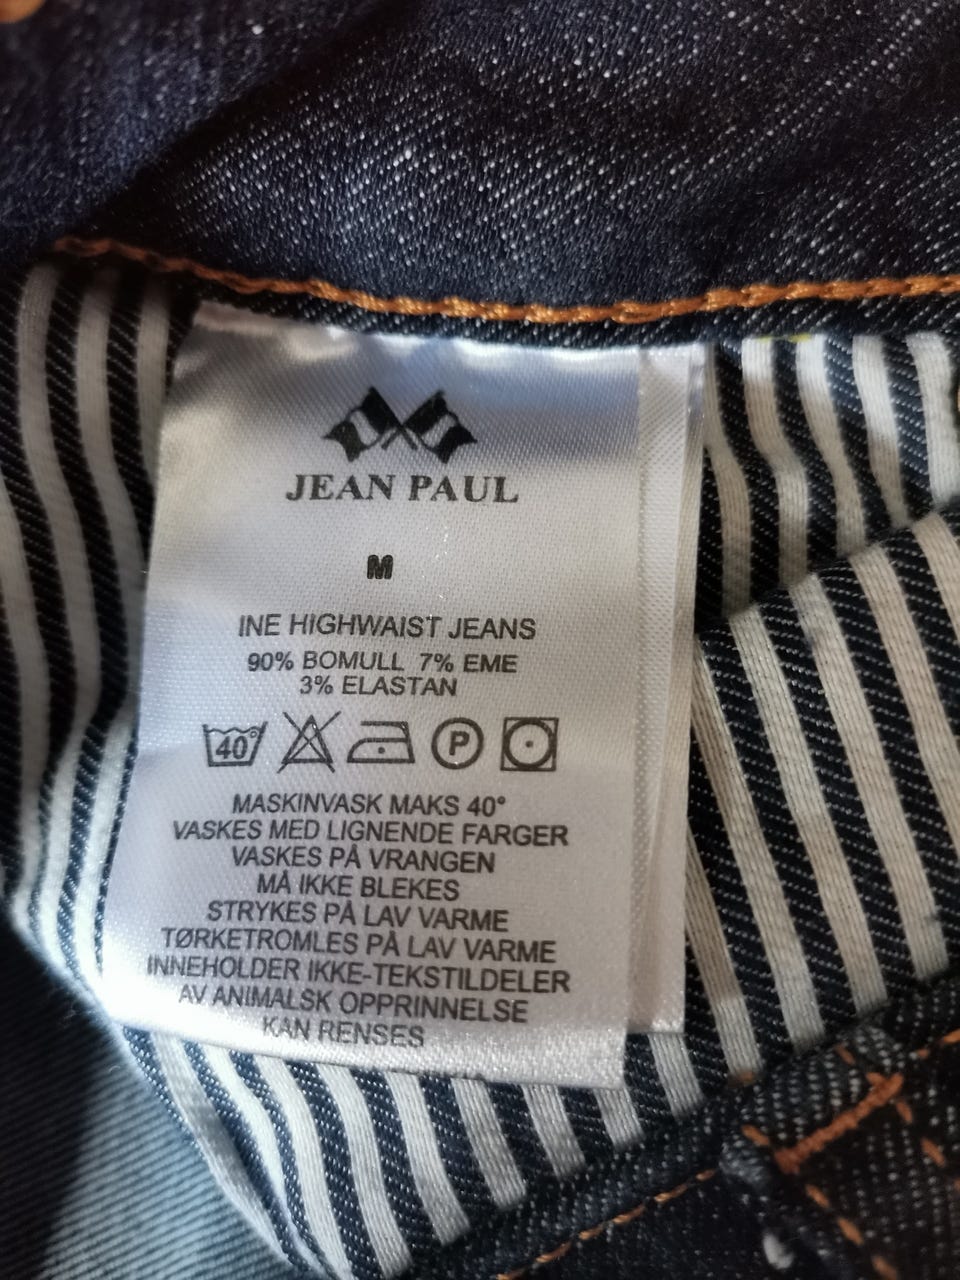 JEAN PAUL
M
INE HIGHWAIST JEANS
90% BOMULL 7% EME
3% ELASTAN
40° P
MASKINVASK MAKS 40°
VASKES MED LIGNENDE FARGER
VASKES PÅ VRANGEN
MÅ IKKE BLEKES
STRYKES PÅ LAV VARME
TØRKETROMLES PÅ LAV VARME
INNEHOLDER IKKE-TEKSTILDELER
AV ANIMALSK OPPRINNELSE
KAN RENSES